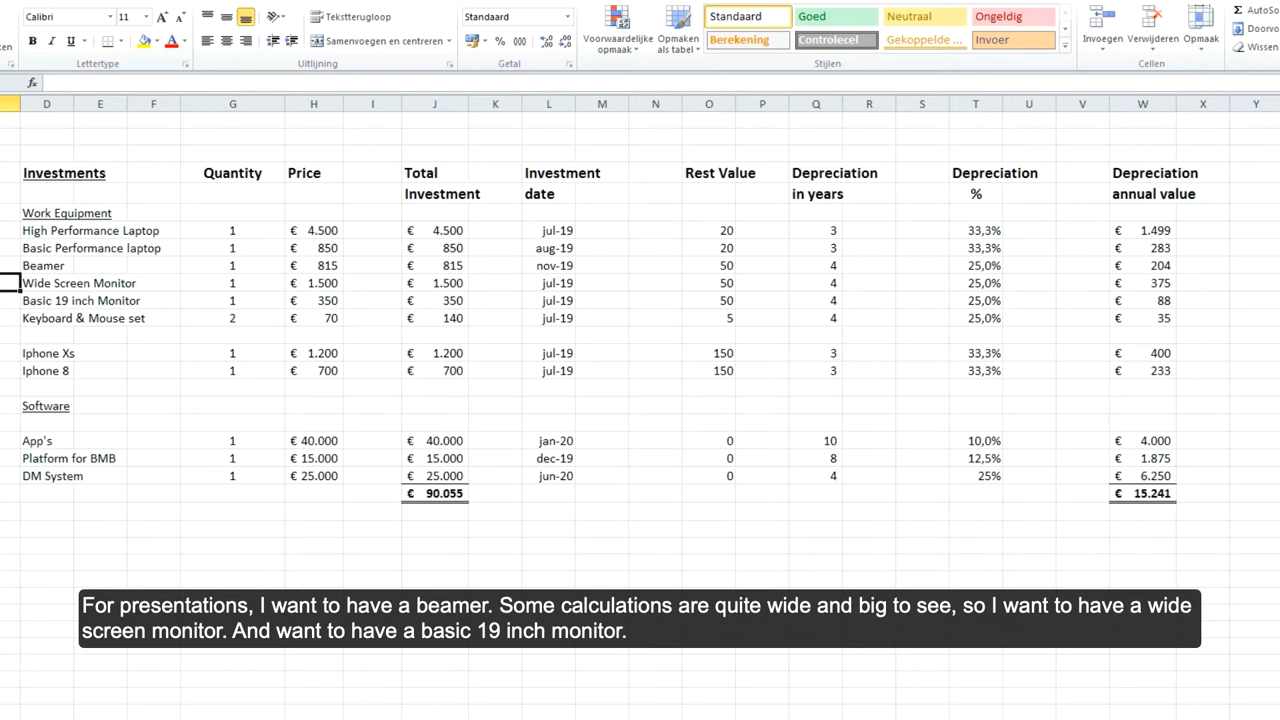 Calibri 11 A A Tekstterugloop Standaard Standaard Goed Neutraal Ongeldig AutoSo
B I U Samenvoegen en centreren % 000 Voorwaardelijke opmaak Opmaken als tabel Berekening Controlecel Gekoppelde ... Invoer Invoegen Verwijderen Opmaak Doorvo
Wissen
Lettertype Uitlijning Getal Stijlen Cellen
fx
D E F G H I J K L M N O P Q R S T U V W X Y
Investments Quantity Price Total Investment Rest Value Depreciation Depreciation Depreciation
Investment date in years % annual value
Work Equipment
High Performance Laptop 1 € 4.500 € 4.500 jul-19 20 3 33,3% € 1.499
Basic Performance laptop 1 € 850 € 850 aug-19 20 3 33,3% € 283
Beamer 1 € 815 € 815 nov-19 50 4 25,0% € 204
Wide Screen Monitor 1 € 1.500 € 1.500 jul-19 50 4 25,0% € 375
Basic 19 inch Monitor 1 € 350 € 350 jul-19 50 4 25,0% € 88
Keyboard & Mouse set 2 € 70 € 140 jul-19 5 4 25,0% € 35
Iphone Xs 1 € 1.200 € 1.200 jul-19 150 3 33,3% € 400
Iphone 8 1 € 700 € 700 jul-19 150 3 33,3% € 233
Software
App's 1 € 40.000 € 40.000 jan-20 0 10 10,0% € 4.000
Platform for BMB 1 € 15.000 € 15.000 dec-19 0 8 12,5% € 1.875
DM System 1 € 25.000 € 25.000 jun-20 0 4 25% € 6.250
€ 90.055 € 15.241
For presentations, I want to have a beamer. Some calculations are quite wide and big to see, so I want to have a wide
screen monitor. And want to have a basic 19 inch monitor.